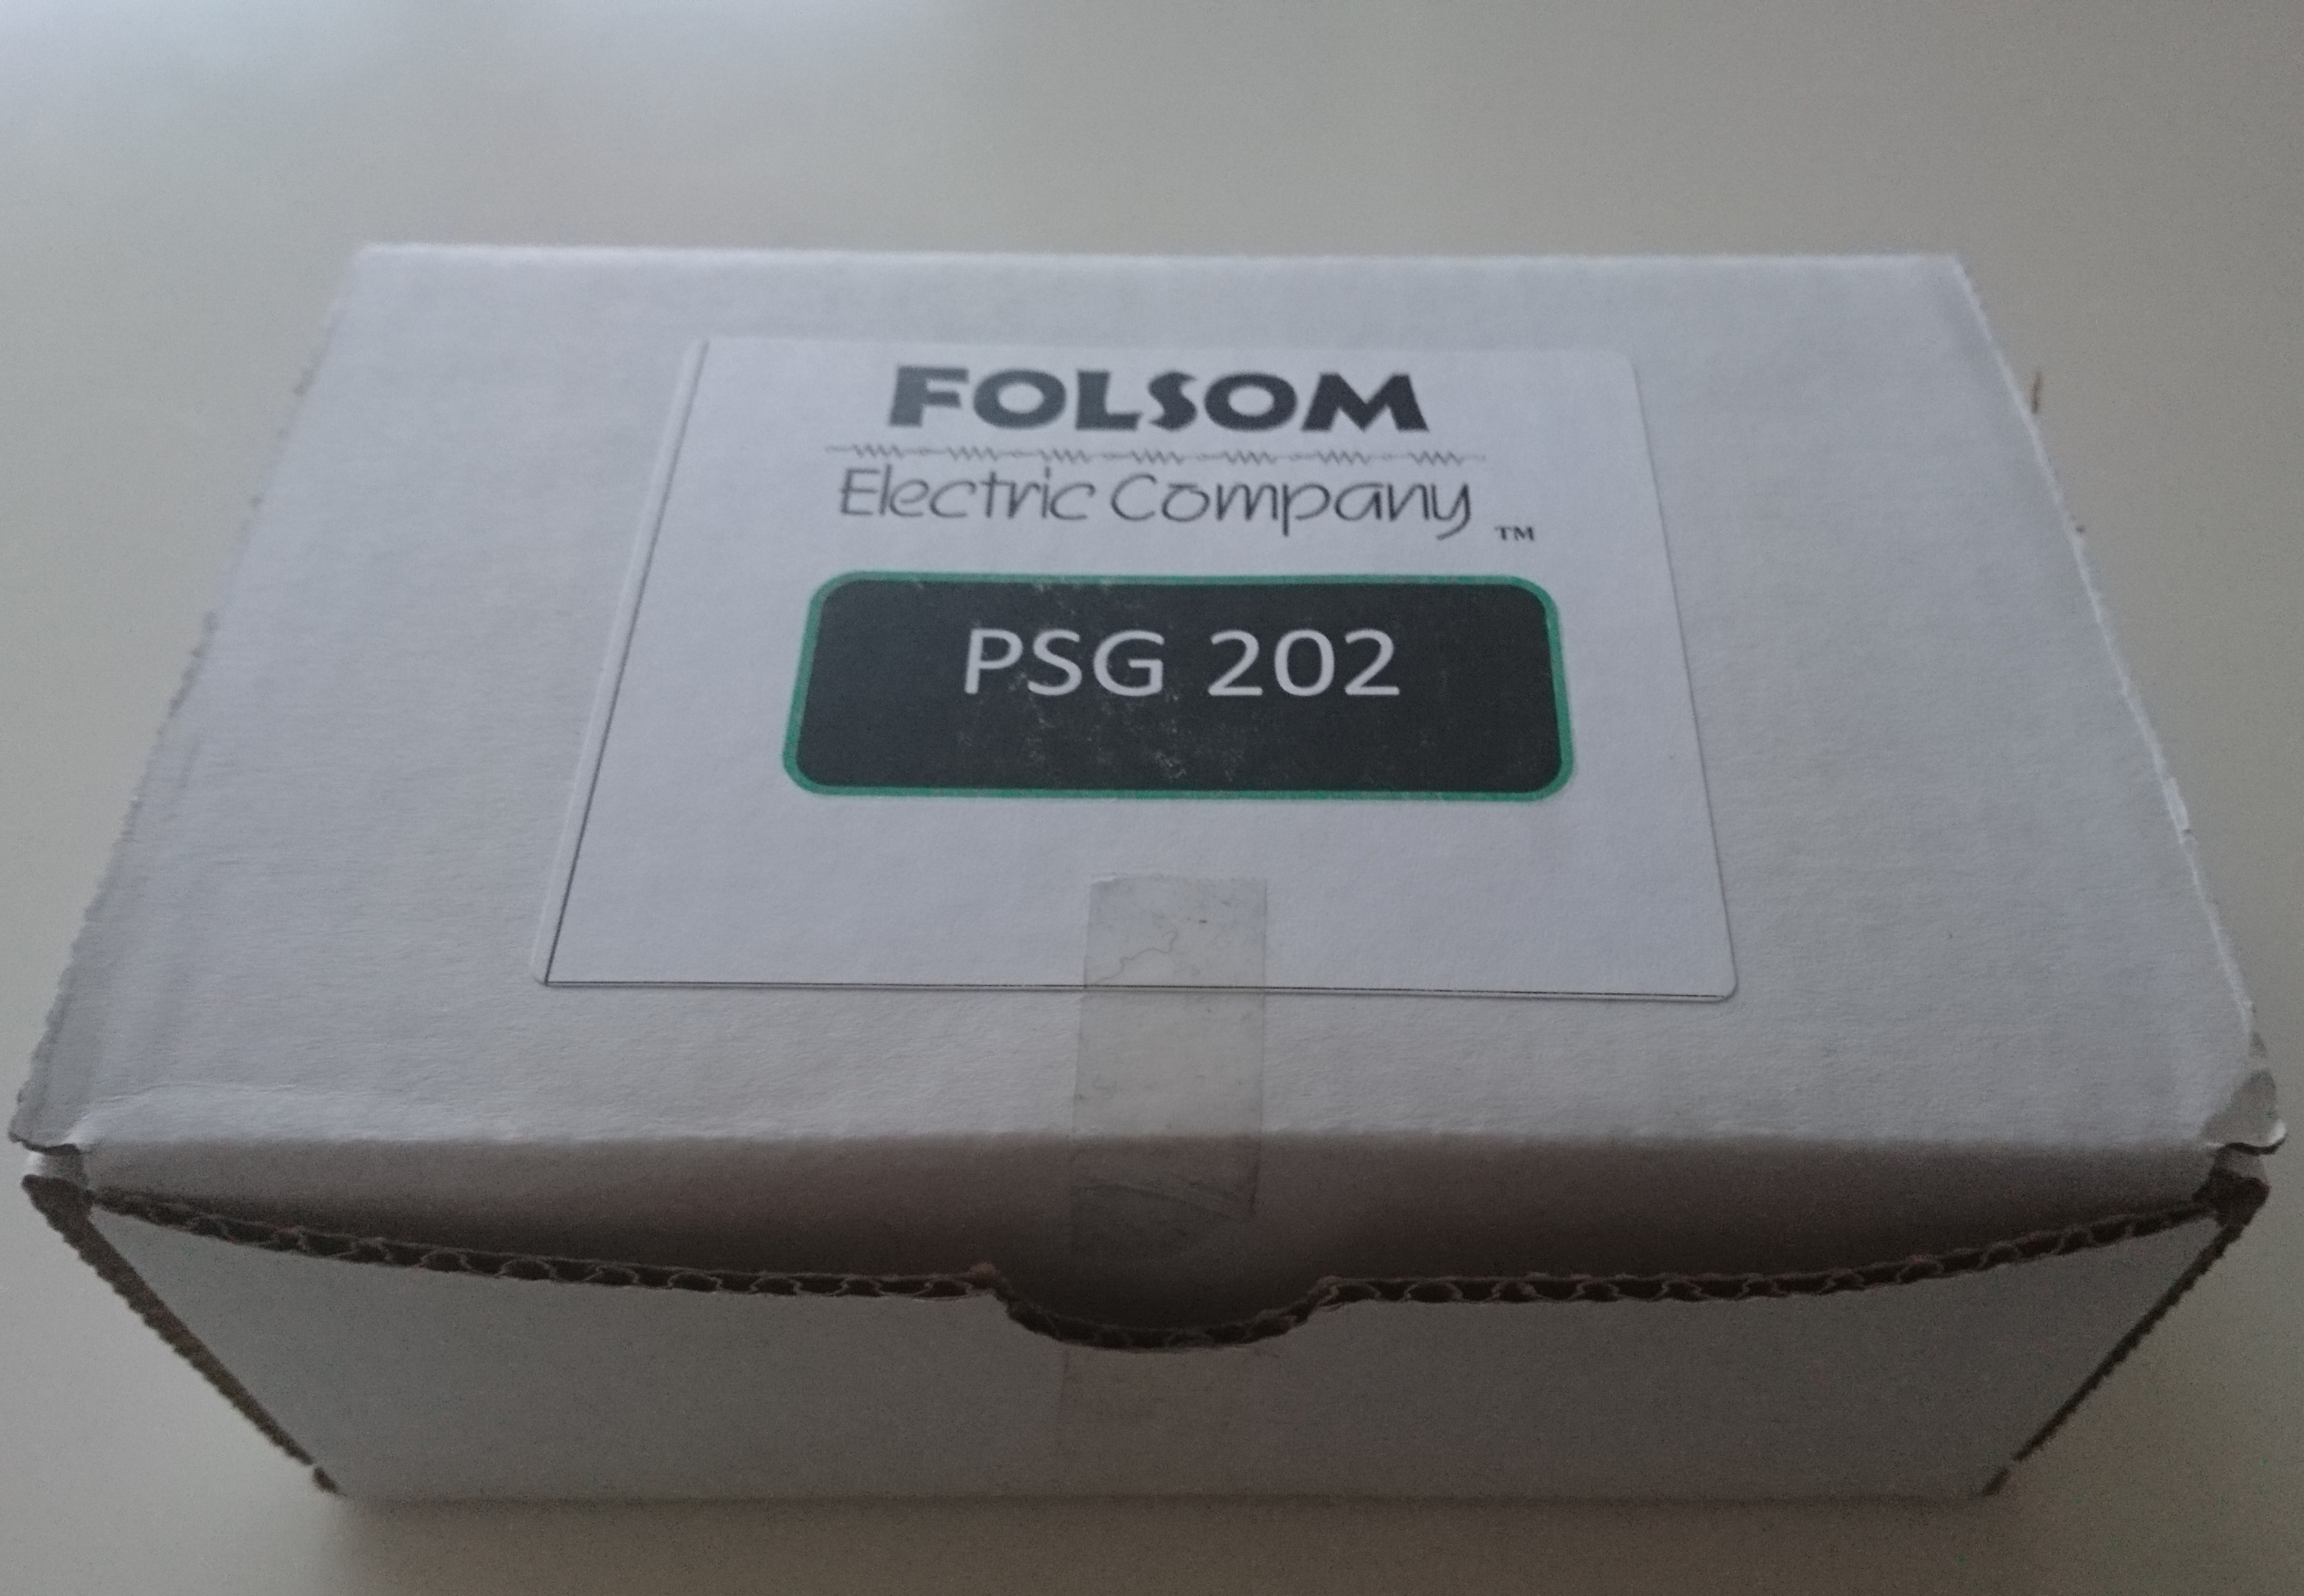 FOLSOM
Electric Company ™
PSG 202